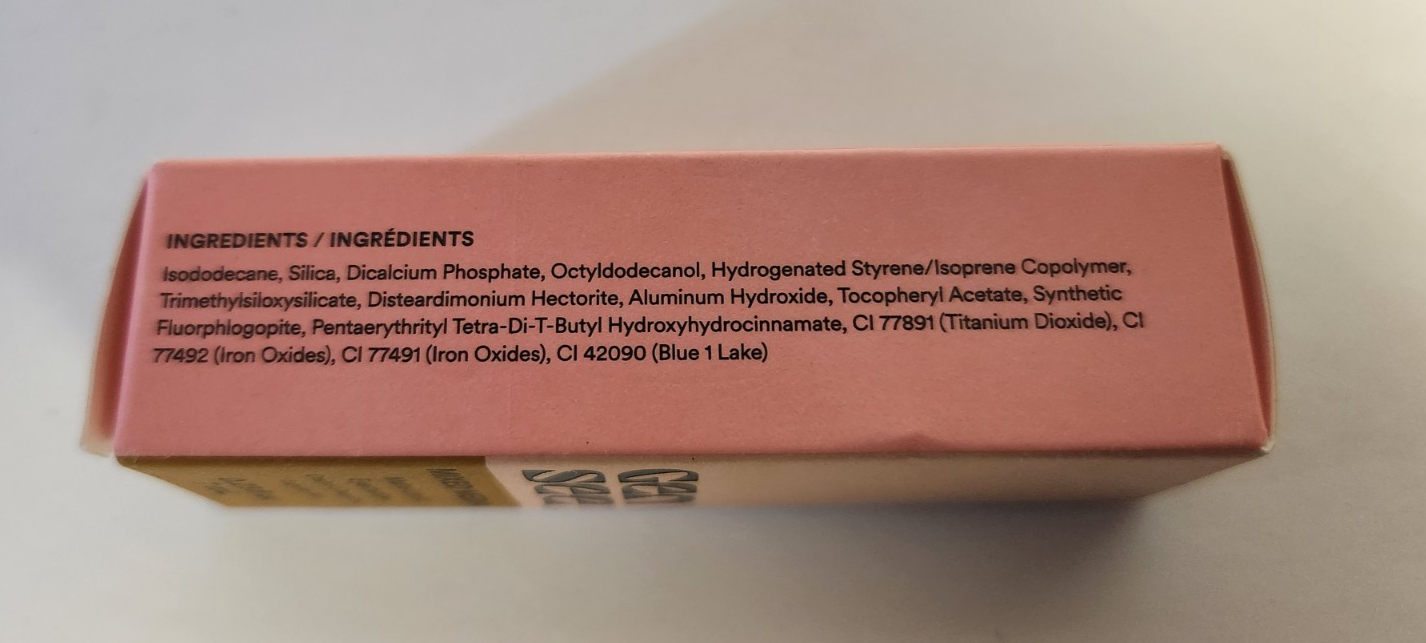 INGREDIENTS / INGRÉDIENTS
Isododecane, Silica, Dicalcium Phosphate, Octyldodecanol, Hydrogenated Styrene/Isoprene Copolymer,
Trimethylsiloxysilicate, Disteardimonium Hectorite, Aluminum Hydroxide, Tocopheryl Acetate, Synthetic
Fluorphlogopite, Pentaerythrityl Tetra-Di-T-Butyl Hydroxyhydrocinnamate, CI 77891 (Titanium Dioxide), CI
77492 (Iron Oxides), CI 77491 (Iron Oxides), CI 42090 (Blue 1 Lake)